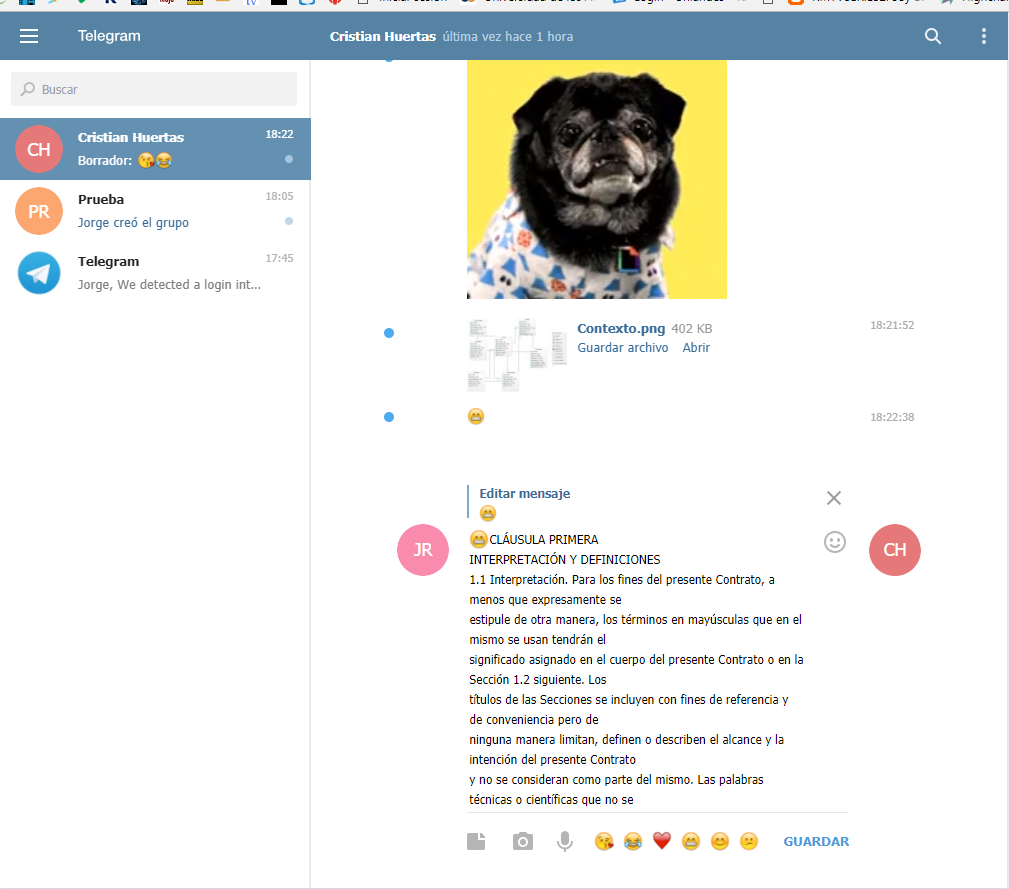 Telegram
Cristian Huertas última vez hace 1 hora
Buscar
CH
Cristian Huertas
18:22
Borrador: 😘😂
PR
Prueba
18:05
Jorge creó el grupo
Telegram
17:45
Jorge, We detected a login int...
Contexto.png 402 KB
18:21:52
Guardar archivo Abrir
😁
18:22:38
Editar mensaje
😁
JR
CH
😁CLÁUSULA PRIMERA
INTERPRETACIÓN Y DEFINICIONES
1.1 Interpretación. Para los fines del presente Contrato, a
menos que expresamente se
estipule de otra manera, los términos en mayúsculas que en el
mismo se usan tendrán el
significado asignado en el cuerpo del presente Contrato o en la
Sección 1.2 siguiente. Los
títulos de las Secciones se incluyen con fines de referencia y
de conveniencia pero de
ninguna manera limitan, definen o describen el alcance y la
intención del presente Contrato
y no se consideran como parte del mismo. Las palabras
técnicas o científicas que no se
GUARDAR